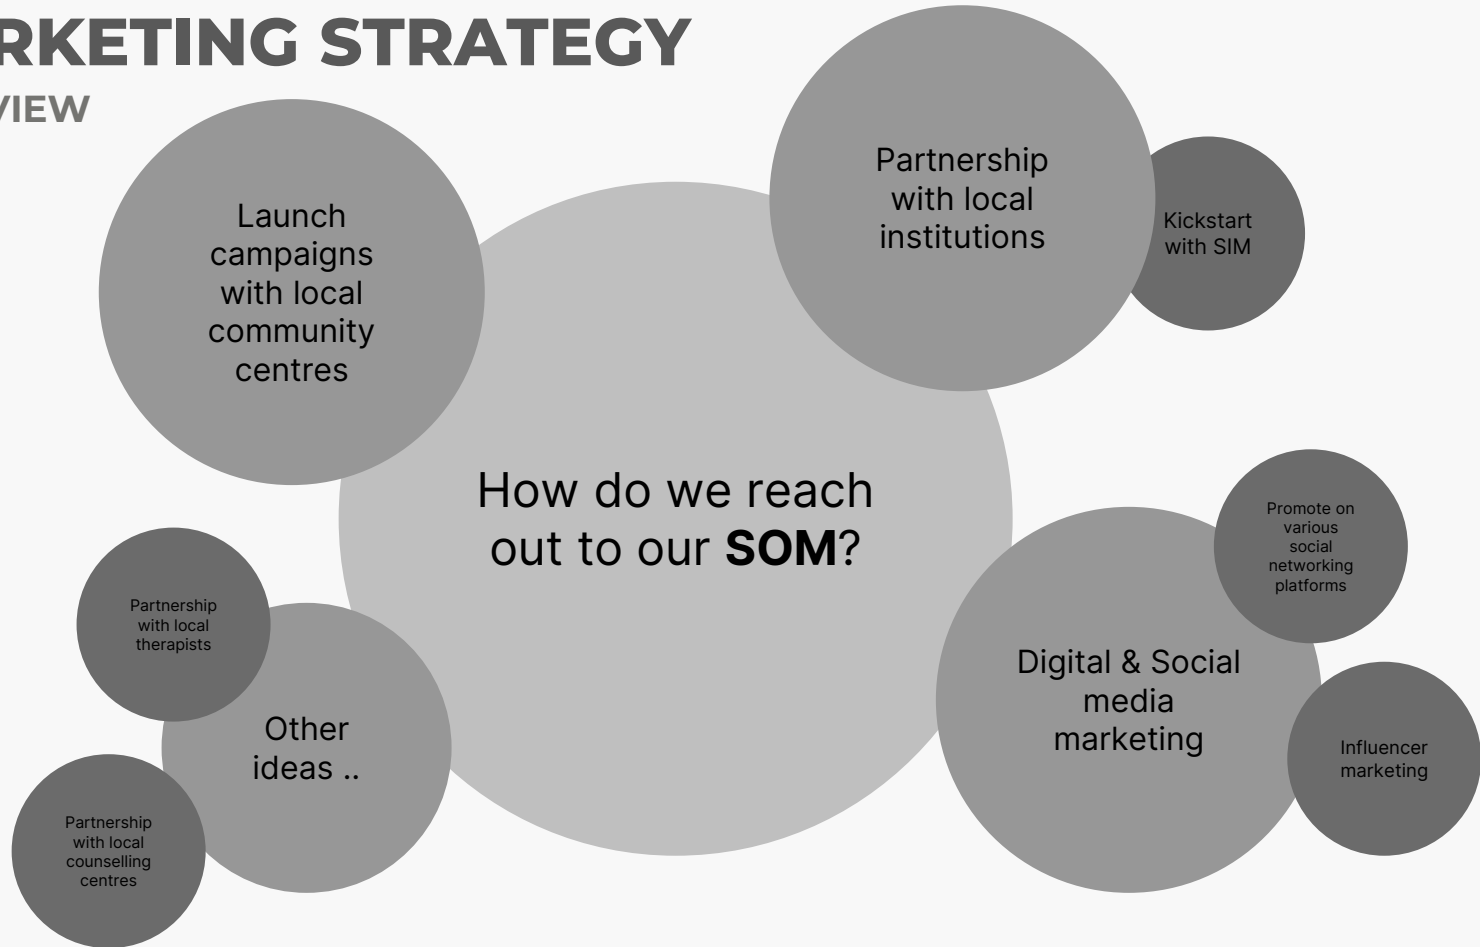 RKETING STRATEGY
VIEW
Launch
campaigns
with local
community
centres
Partnership
with local
institutions
Kickstart
with SIM
How do we reach
out to our SOM?
Promote on
various
social
networking
platforms
Digital & Social
media
marketing
Influencer
marketing
Partnership
with local
therapists
Other
ideas ..
Partnership
with local
counselling
centres